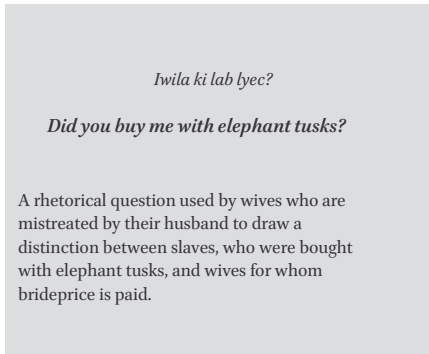 Iwila ki lab lyec?
Did you buy me with elephant tusks?
A rhetorical question used by wives who are
mistreated by their husband to draw a
distinction between slaves, who were bought
with elephant tusks, and wives for whom
brideprice is paid.